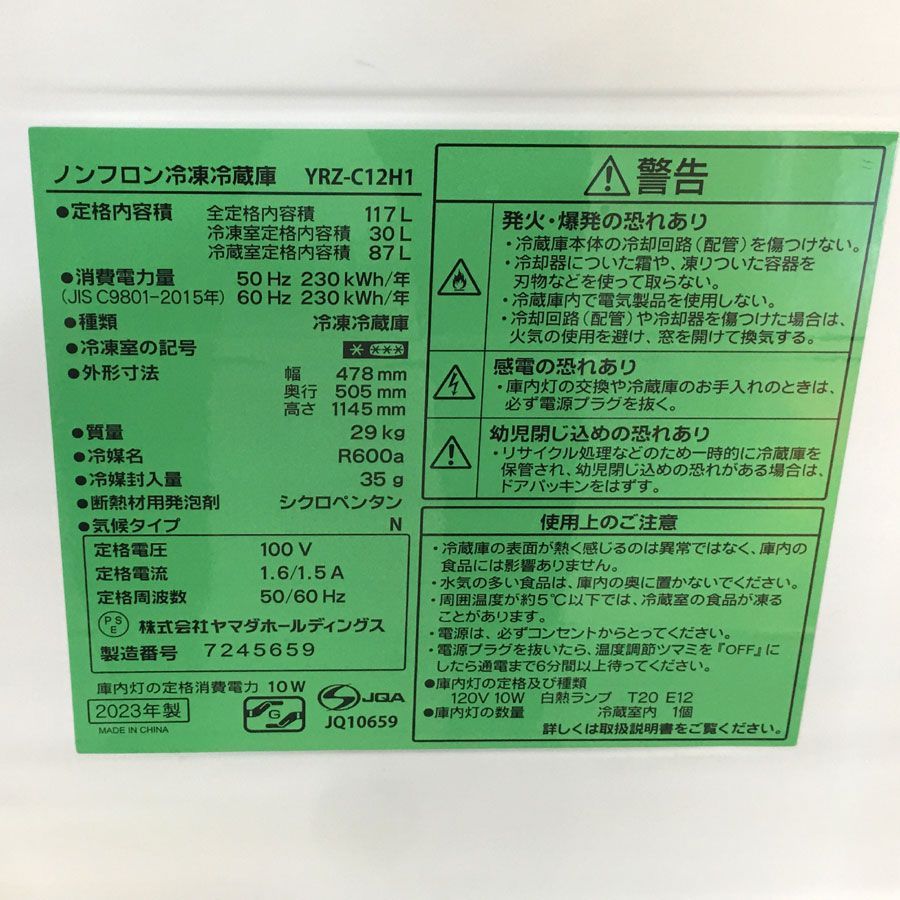 ノンフロン冷凍冷蔵庫 YRZ-C12H1
●定格内容積 全定格内容積 117 L
冷凍室定格内容積 30 L
冷蔵室定格内容積 87 L
●消費電力量 50 Hz 230 kWh/年
(JIS C9801-2015年) 60 Hz 230 kWh/年
●種類 冷凍冷蔵庫
●冷凍室の記号 * ***
●外形寸法 幅 478 mm
奥行 505 mm
高さ 1145 mm
●質量 29 kg
●冷媒名 R600a
●冷媒封入量 35 g
●断熱材用発泡剤 シクロペンタン
●気候タイプ N
定格電圧 100 V
定格電流 1.6/1.5 A
定格周波数 50/60 Hz
PSE 株式会社ヤマダホールディングス
製造番号 7245659
庫内灯の定格消費電力 10W
2023年製
MADE IN CHINA
G
JQA
JQ10659
警告
発火・爆発の恐れあり
・冷蔵庫本体の冷却回路(配管)を傷つけない。
・冷却器についた霜や、凍りついた容器を
刃物などを使って取らない。
・冷蔵庫内で電気製品を使用しない。
・冷却回路(配管)や冷却器を傷つけた場合は、
火気の使用を避け、窓を開けて換気する。
感電の恐れあり
・庫内灯の交換や冷蔵庫のお手入れのときは、
必ず電源プラグを抜く。
幼児閉じ込めの恐れあり
・リサイクル処理などのため一時的に冷蔵庫を
保管され、幼児閉じ込めの恐れがある場合は、
ドアパッキンをはずす。
使用上のご注意
・冷蔵庫の表面が熱く感じるのは異常ではなく、庫内の
食品には影響ありません。
・水気の多い食品は、庫内の奥に置かないでください。
・周囲温度が約5℃以下では、冷蔵室の食品が凍る
ことがあります。
・電源は、必ずコンセントからとってください。
・電源プラグを抜いたら、温度調節ツマミを『OFF』に
したら通電まで6分間以上待ってください。
●庫内灯の定格及び種類
120V 10W 白熱ランプ T20 E12
●庫内灯の数量 冷蔵室内 1個
詳しくは取扱説明書をご覧ください。